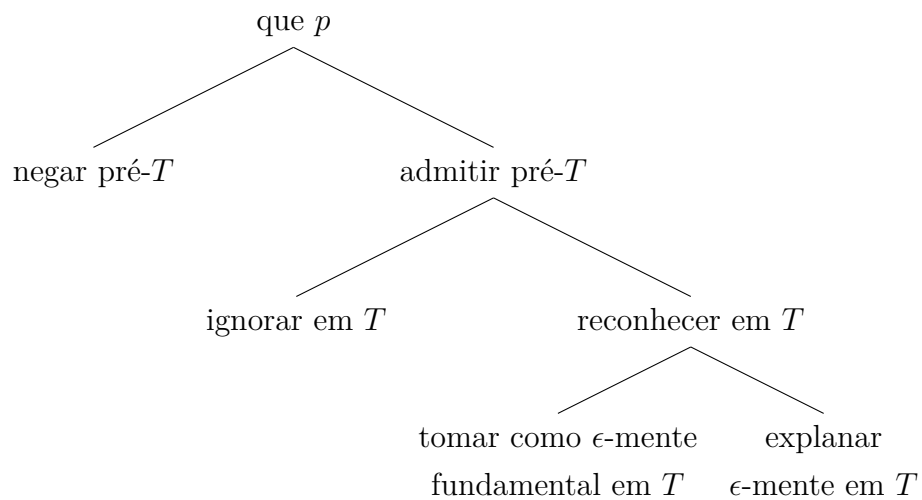 que p
negar pré-T
admitir pré-T
ignorar em T
reconhecer em T
tomar como ϵ-mente
fundamental em T
explanar
ϵ-mente em T